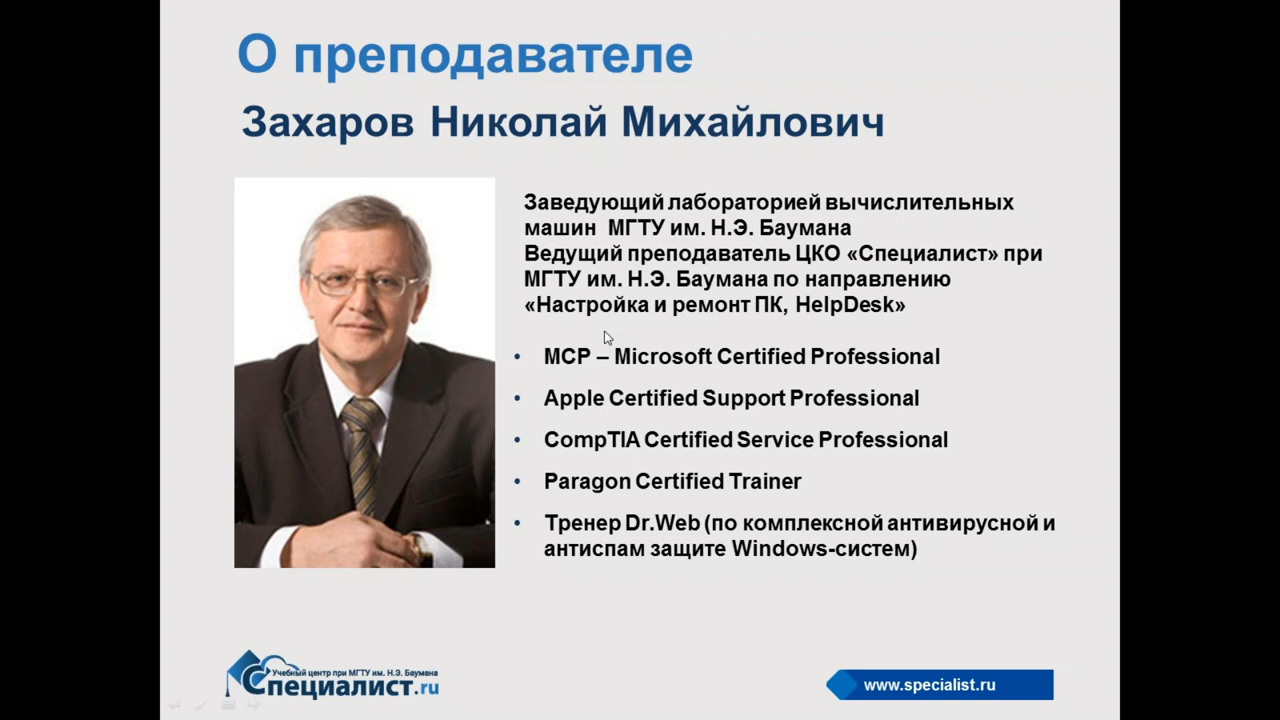 О преподавателе
Захаров Николай Михайлович
Заведующий лабораторией вычислительных
машин МГТУ им. Н.Э. Баумана
Ведущий преподаватель ЦКО «Специалист» при
МГТУ им. Н.Э. Баумана по направлению
«Настройка и ремонт ПК, HelpDesk»
• MCP – Microsoft Certified Professional
• Apple Certified Support Professional
• CompTIA Certified Service Professional
• Paragon Certified Trainer
• Тренер Dr.Web (по комплексной антивирусной и
антиспам защите Windows-систем)
Учебный центр при МГТУ им. Н.Э. Баумана
Специалист.ru
www.specialist.ru